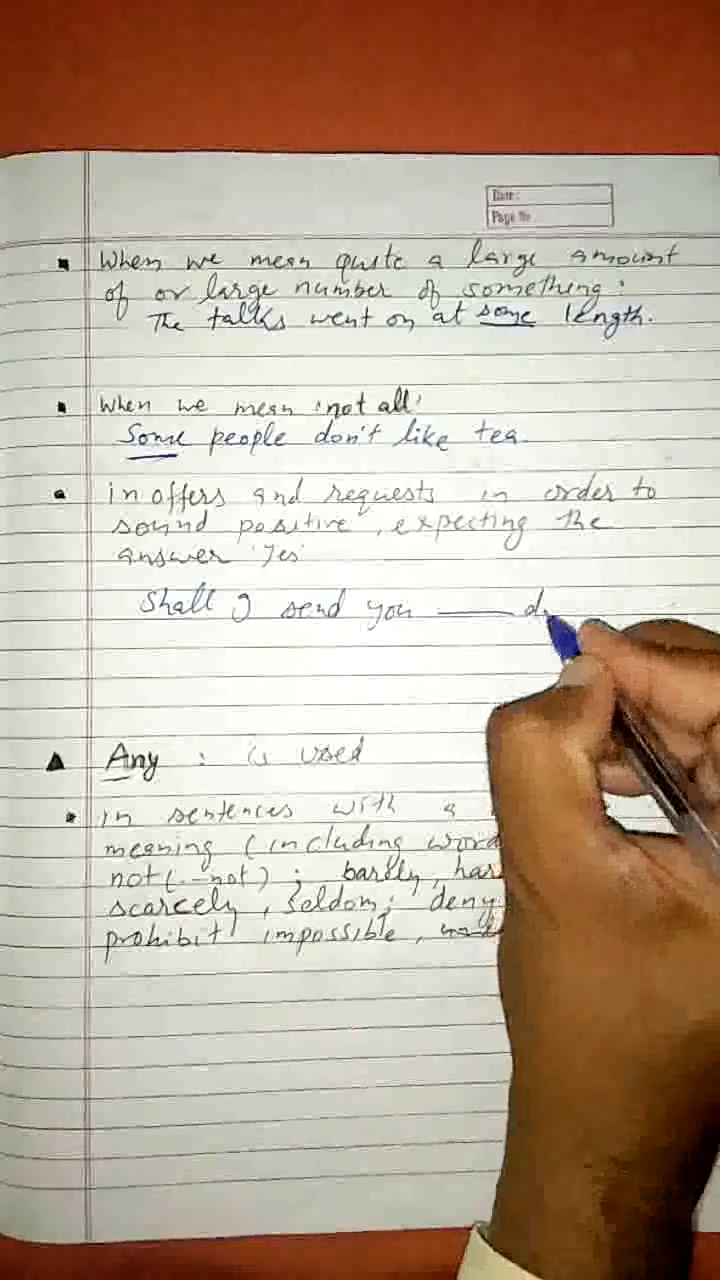 Date:
Page No
When we mean quite a large amount
of or large number of something:
The talks went on at some length.
When we mean 'not all'
Some people don't like tea.
in offers and requests in order to
sound positive, expecting the
answer 'Yes'
Shall I send you ___ d
Any : is used
in sentences with a
meaning (including word
not (.-not) ; barely, har
scarcely, seldom; deny
prohibit impossible,